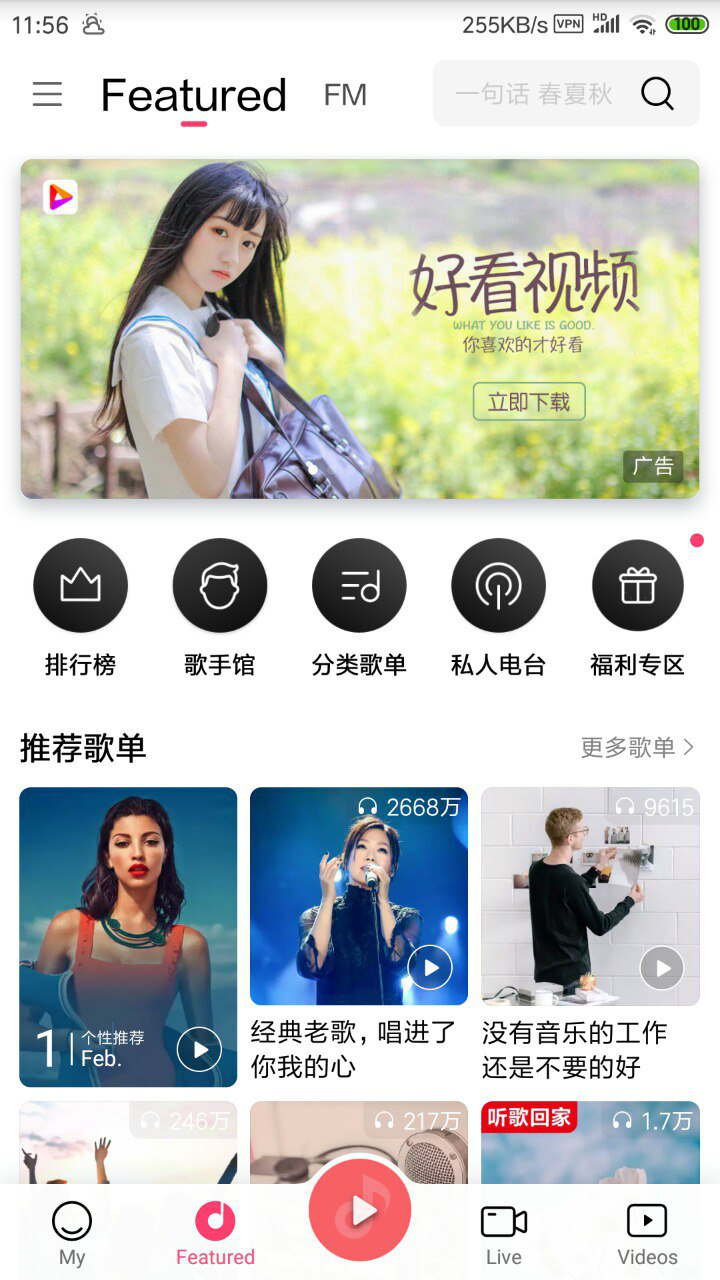 11:56
255KB/s VPN HD 100
Featured
FM
一句话 春夏秋
好看视频
WHAT YOU LIKE IS GOOD.
你喜欢的才好看
立即下载
广告
排行榜
歌手馆
分类歌单
私人电台
福利专区
推荐歌单
更多歌单
1
个性推荐
Feb.
2668万
经典老歌，唱进了
你我的心
9615
没有音乐的工作
还是不要的好
246万
217万
听歌回家
1.7万
My
Featured
Live
Videos